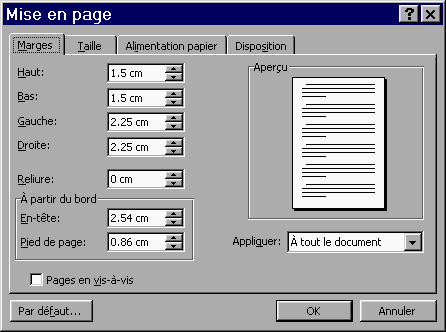 Mise en page
Marges Taille Alimentation papier Disposition
Haut: 1.5 cm
Bas: 1.5 cm
Gauche: 2.25 cm
Droite: 2.25 cm
Reliure: 0 cm
À partir du bord
En-tête: 2.54 cm
Pied de page: 0.86 cm
Aperçu
Appliquer: À tout le document
Pages en vis-à-vis
Par défaut... OK Annuler